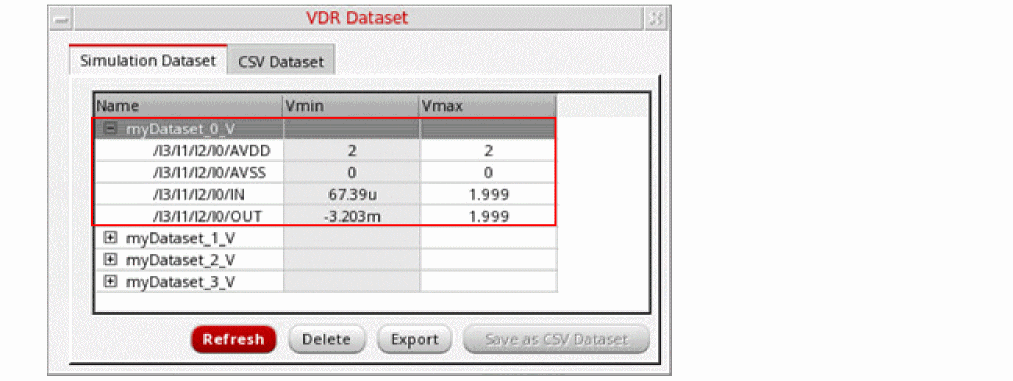 VDR Dataset
Simulation Dataset CSV Dataset
Name Vmin Vmax
myDataset_0_V
/I3/I1/I2/I0/AVDD 2 2
/I3/I1/I2/I0/AVSS 0 0
/I3/I1/I2/I0/IN 67.39u 1.999
/I3/I1/I2/I0/OUT -3.203m 1.999
myDataset_1_V
myDataset_2_V
myDataset_3_V
Refresh Delete Export Save as CSV Dataset